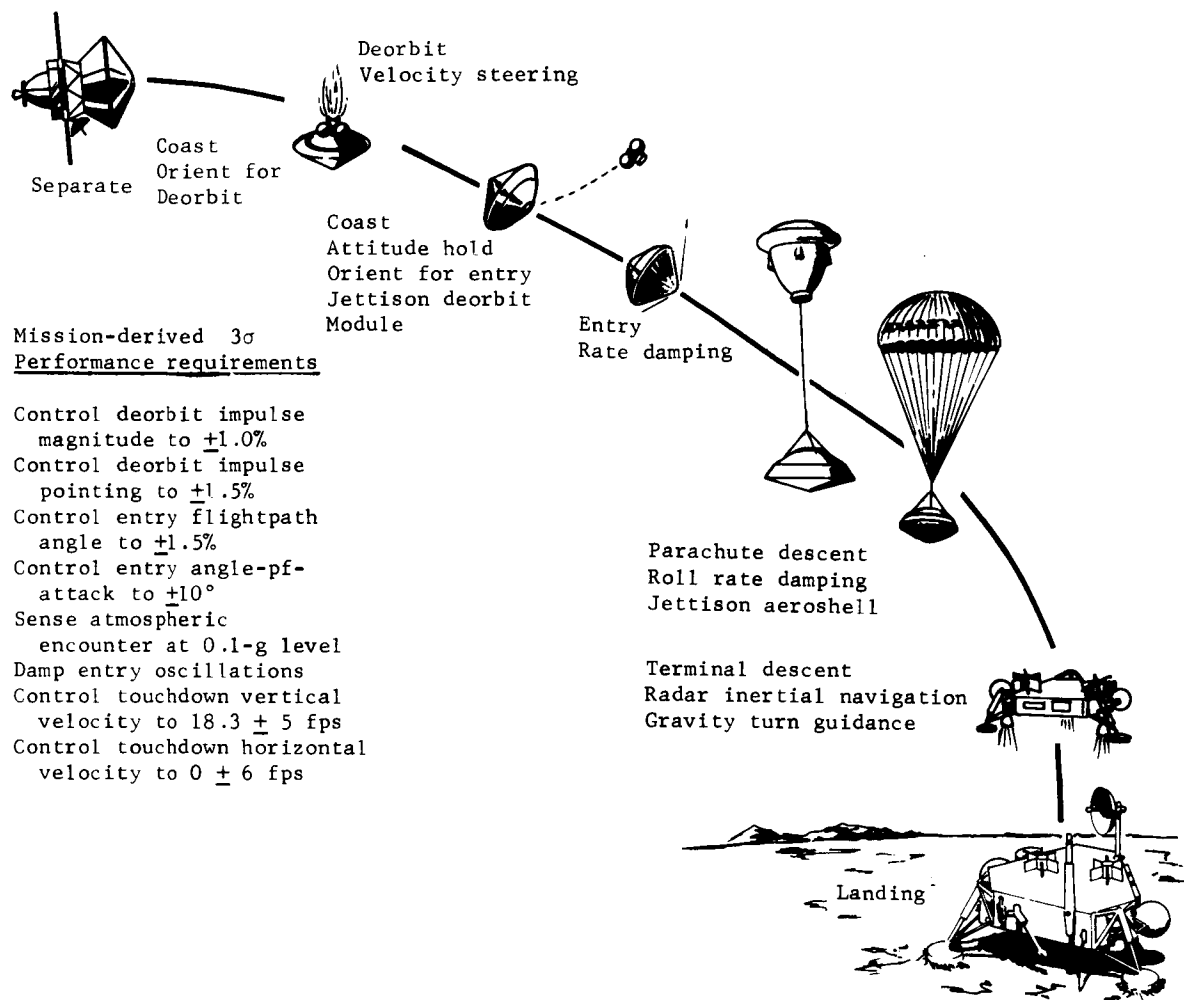 Deorbit
Velocity steering
Separate
Coast
Orient for
Deorbit
Coast
Attitude hold
Orient for entry
Jettison deorbit
Module
Entry
Rate damping
Mission-derived 3σ
Performance requirements
Control deorbit impulse
magnitude to ±1.0%
Control deorbit impulse
pointing to ±1.5%
Control entry flightpath
angle to ±1.5%
Control entry angle-pf-
attack to ±10°
Sense atmospheric
encounter at 0.1-g level
Damp entry oscillations
Control touchdown vertical
velocity to 18.3 ± 5 fps
Control touchdown horizontal
velocity to 0 ± 6 fps
Parachute descent
Roll rate damping
Jettison aeroshell
Terminal descent
Radar inertial navigation
Gravity turn guidance
Landing